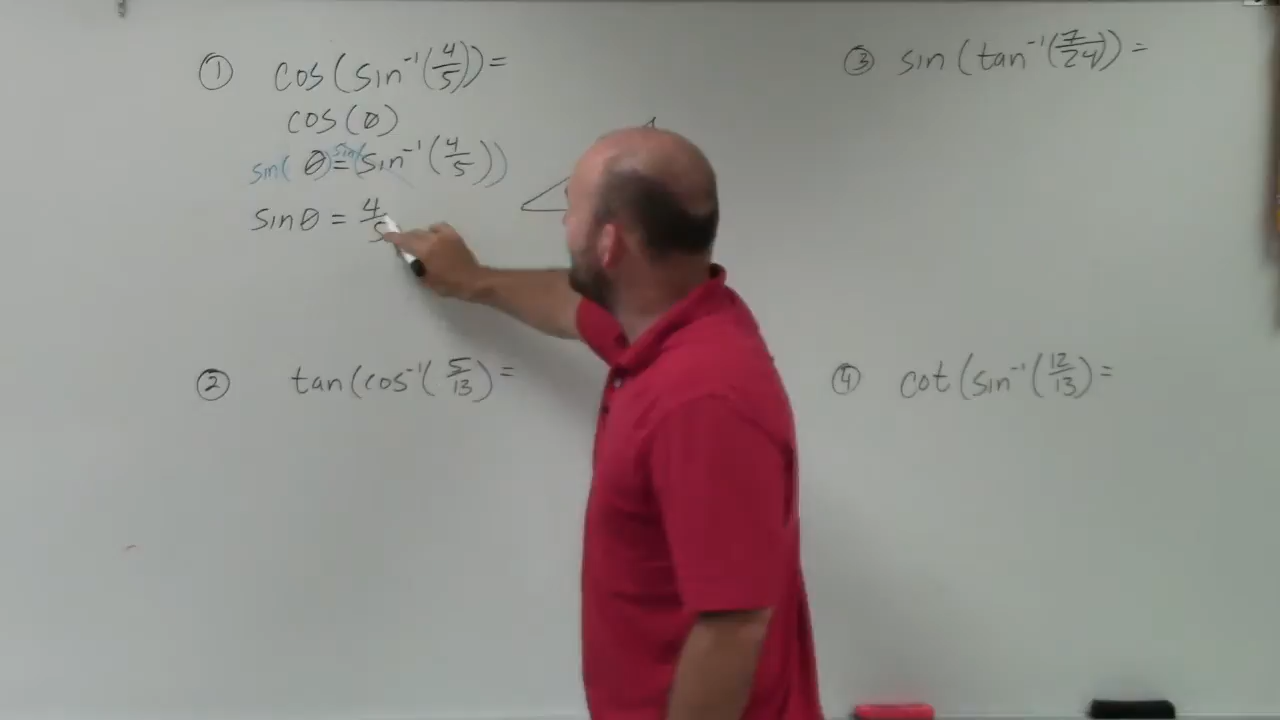 ① cos(sin⁻¹(4/5))=
cos(θ)
sin( θ)=sin(sin⁻¹(4/5))
sinθ = 4/5
② tan(cos⁻¹(5/13)=
③ sin(tan⁻¹(7/24))=
④ cot(sin⁻¹(12/13)=